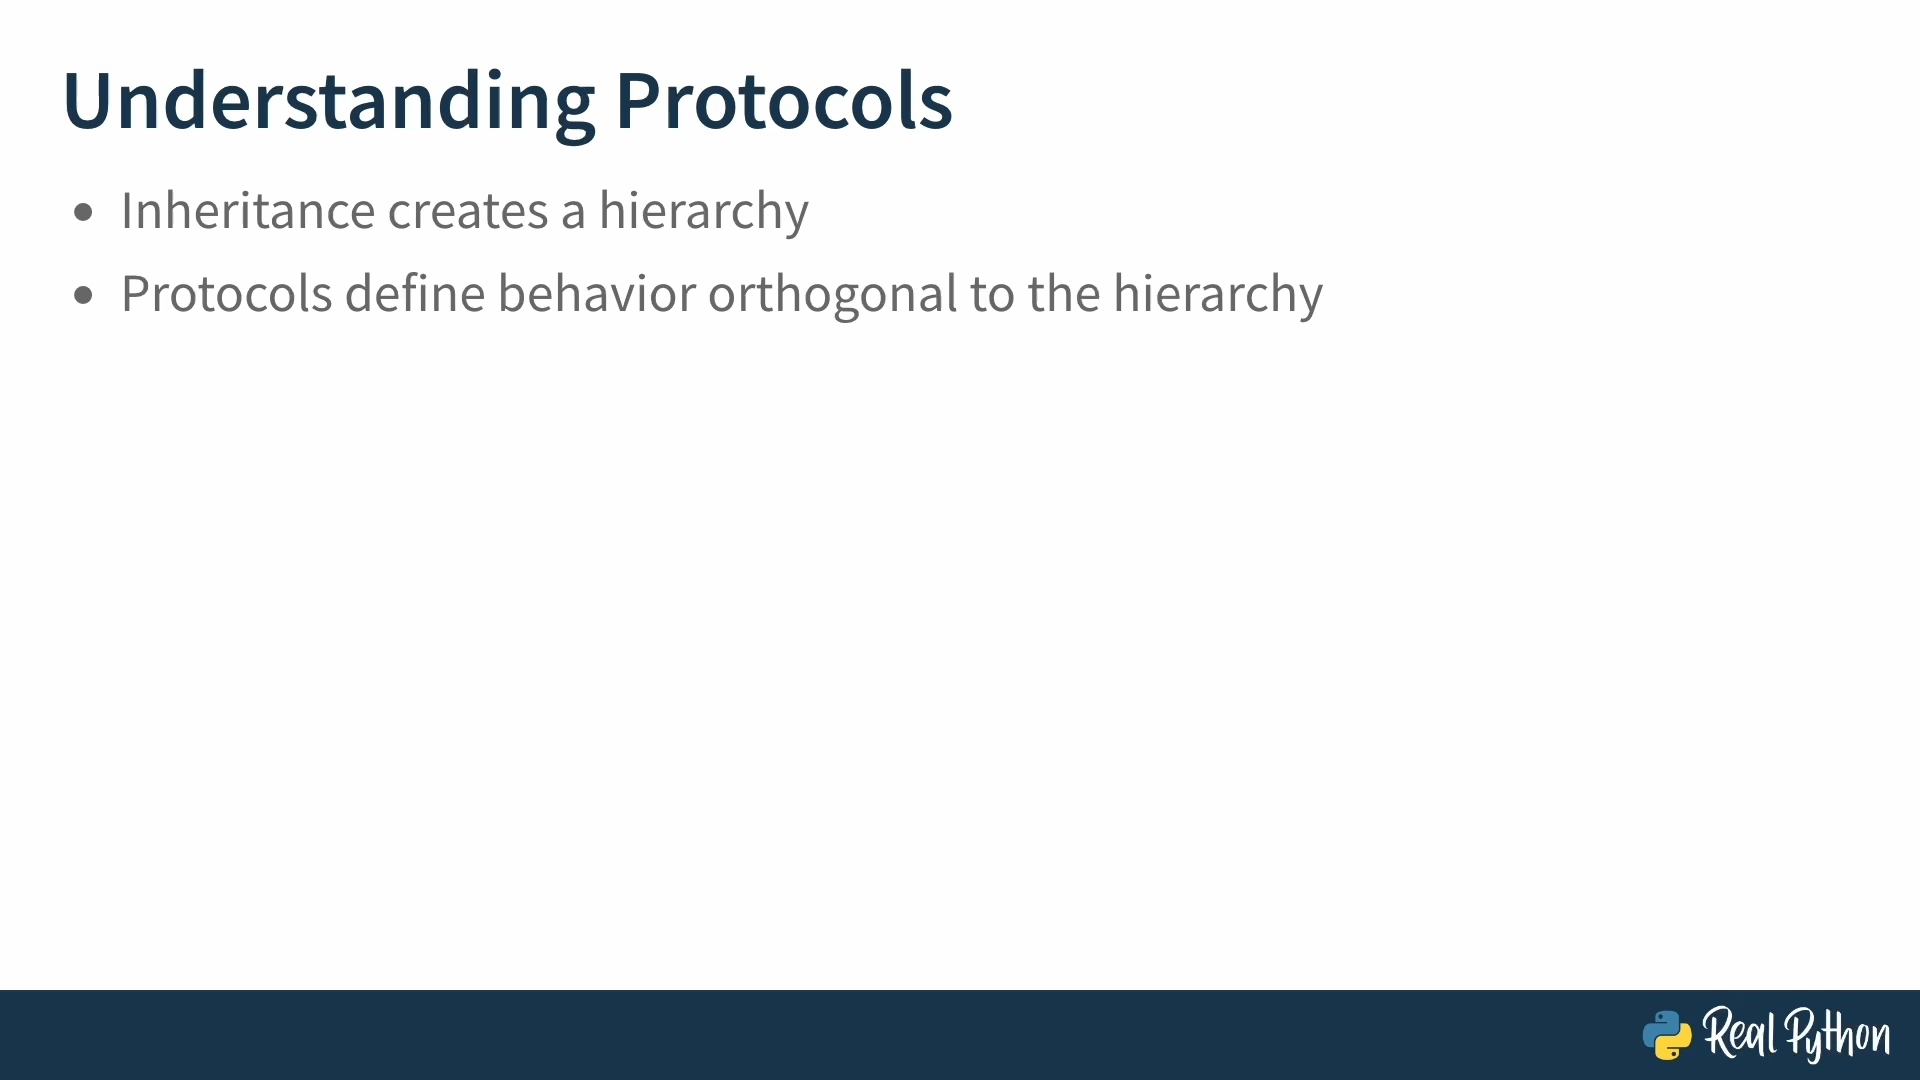 Understanding Protocols
• Inheritance creates a hierarchy
• Protocols define behavior orthogonal to the hierarchy
Real Python